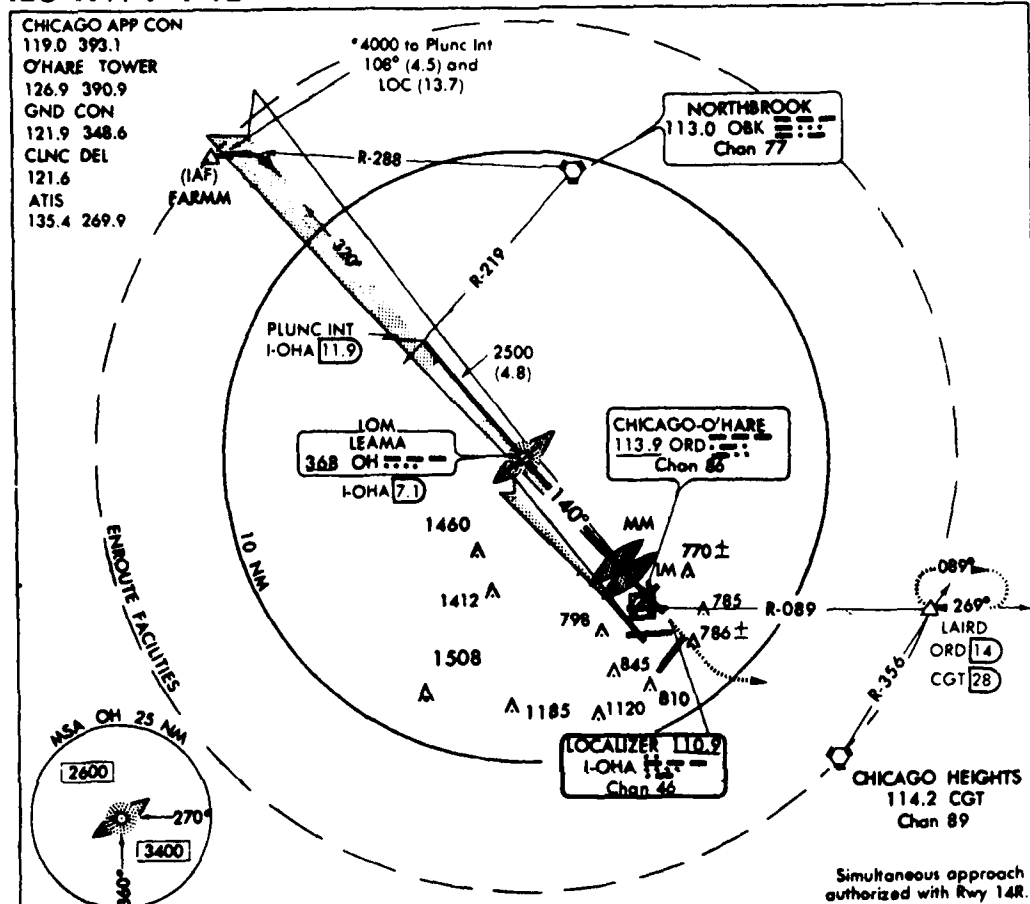 CHICAGO APP CON
119.0 393.1
O'HARE TOWER
126.9 390.9
GND CON
121.9 348.6
CLNC DEL
121.6
ATIS
135.4 269.9
*4000 to Plunc Int
108° (4.5) and
LOC (13.7)
NORTHBROOK
113.0 OBK
Chan 77
(IAF)
FARMM
R-288
320°
R-219
PLUNC INT
I-OHA 11.9
2500
(4.8)
LOM
LEAMA
368 OH
I-OHA 7.1
CHICAGO-O'HARE
113.9 ORD
Chan 86
140°
MM
IM
770±
1460
1412
785
R-089
798
786±
1508
845
810
1185
1120
10 NM
ENROUTE FACILITIES
089°
269°
LAIRD
ORD 14
CGT 28
R-356
LOCALIZER 110.9
I-OHA
Chan 46
CHICAGO HEIGHTS
114.2 CGT
Chan 89
MSA OH 25 NM
2600
270°
3400
360°
Simultaneous approach
authorized with Rwy 14R.